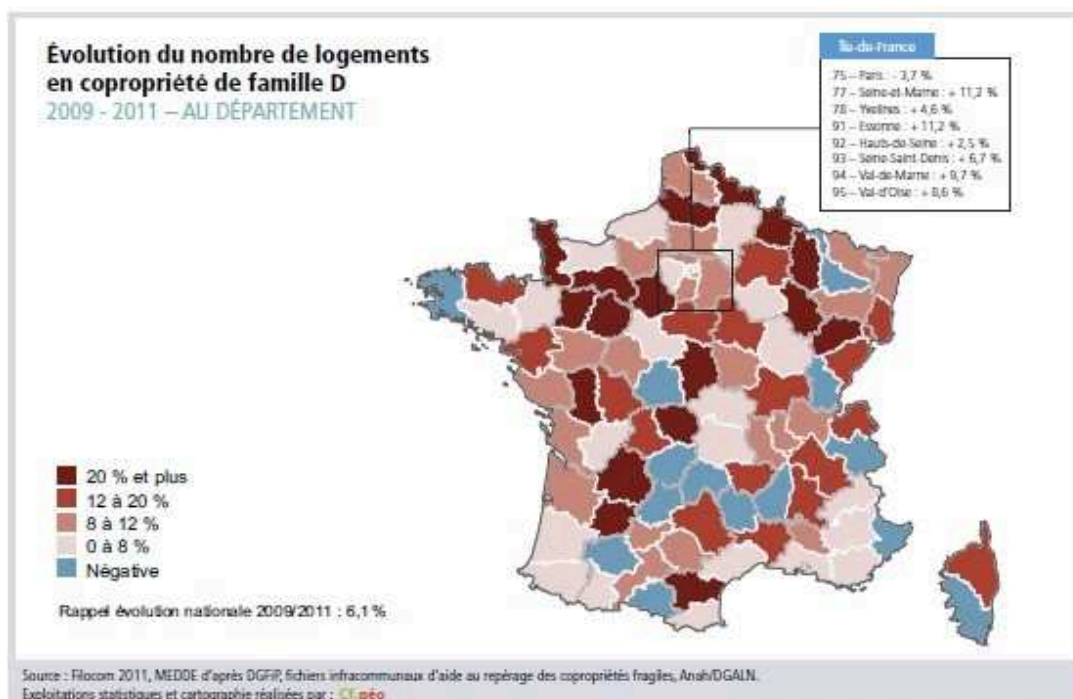 Évolution du nombre de logements
en copropriété de famille D
2009 - 2011 – AU DÉPARTEMENT
Île-de-France
75 – Paris : - 3,7 %
77 – Seine-et-Marne : + 11,2 %
78 – Yvelines : + 4,6 %
91 – Essonne : + 11,2 %
92 – Hauts-de-Seine : + 2,5 %
93 – Seine-Saint-Denis : + 6,7 %
94 – Val-de-Marne : + 9,7 %
95 – Val-d'Oise : + 8,6 %
20 % et plus
12 à 20 %
8 à 12 %
0 à 8 %
Négative
Rappel évolution nationale 2009/2011 : 6,1 %
Source : Filocom 2011, MEDDE d'après DGFiP, fichiers infracommunaux d'aide au repérage des copropriétés fragiles, Anah/DGALN.
Exploitations statistiques et cartographie réalisées par :